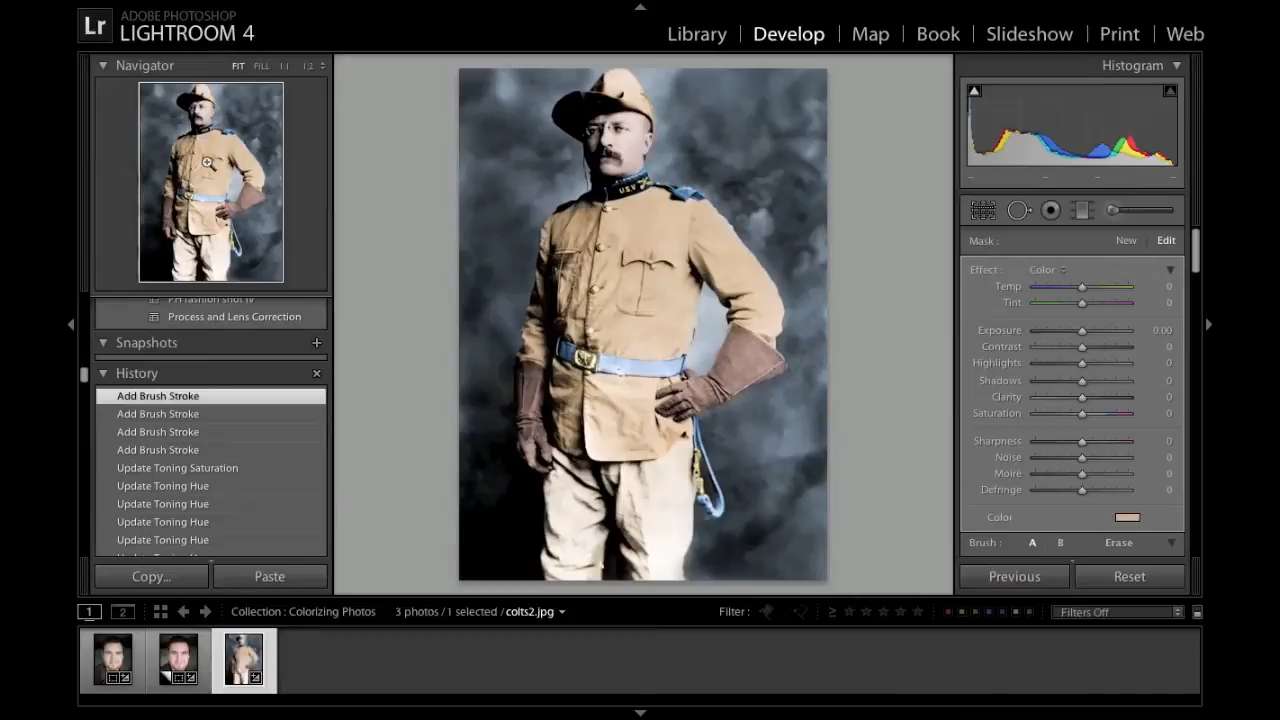 Lr ADOBE PHOTOSHOP
LIGHTROOM 4
Library | Develop | Map | Book | Slideshow | Print | Web
Navigator FIT FILL 1:1 1:2
Process and Lens Correction
Snapshots +
History ×
Add Brush Stroke
Add Brush Stroke
Add Brush Stroke
Add Brush Stroke
Update Toning Saturation
Update Toning Hue
Update Toning Hue
Update Toning Hue
Update Toning Hue
Copy... Paste
U.S.V
Histogram
Mask : New Edit
Effect : Color
Temp 0
Tint 0
Exposure 0.00
Contrast 0
Highlights 0
Shadows 0
Clarity 0
Saturation 0
Sharpness 0
Noise 0
Moiré 0
Defringe 0
Color
Brush : A B Erase
Previous Reset
1 2 Collection : Colorizing Photos 3 photos / 1 selected / colts2.jpg Filter : Filters Off